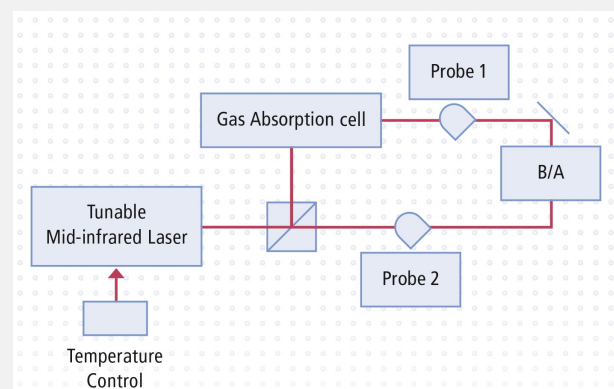 Probe 1
Gas Absorption cell
B/A
Tunable
Mid-infrared Laser
Probe 2
Temperature
Control